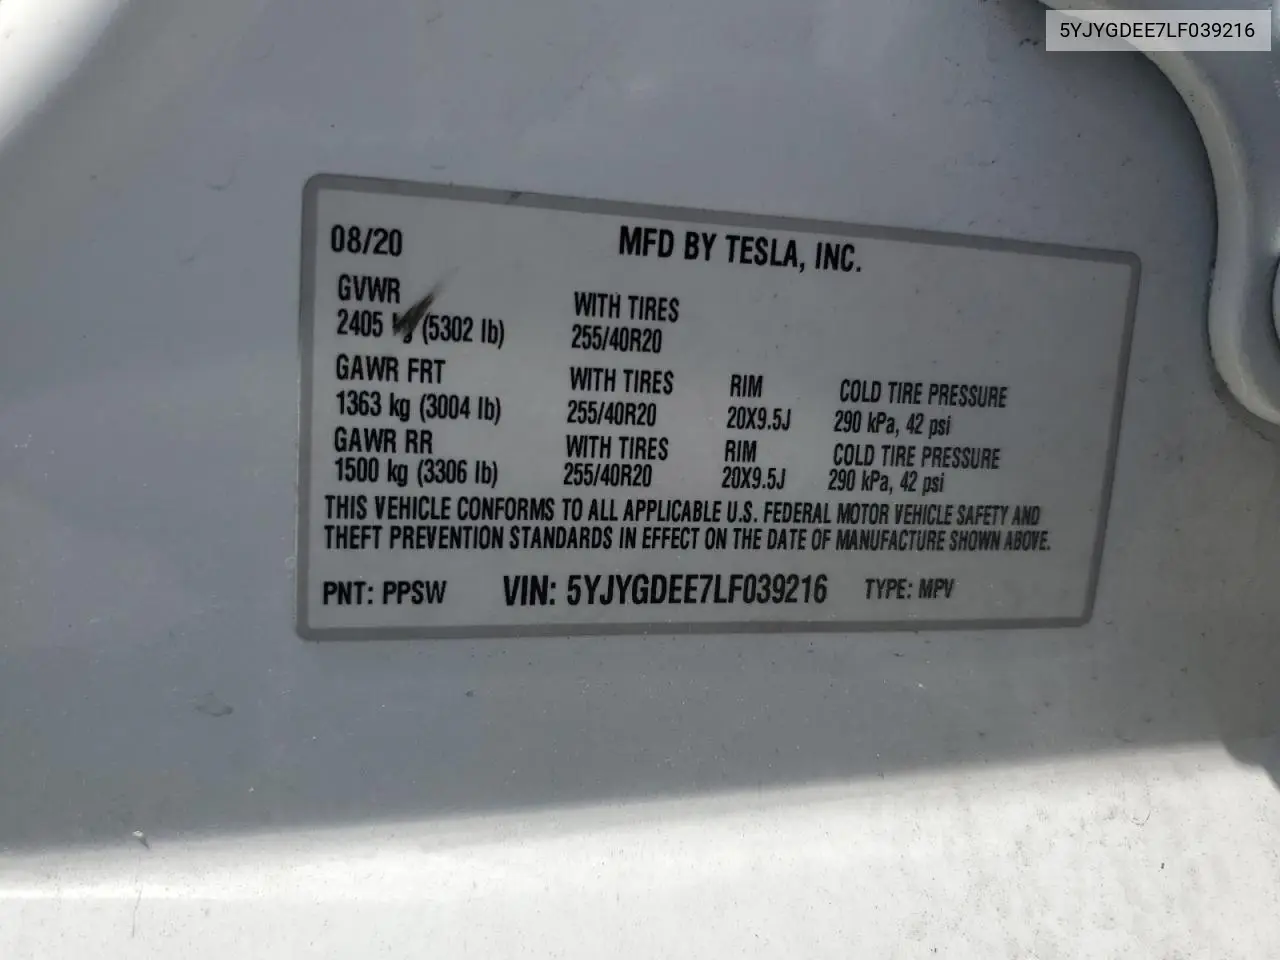 5YJYGDEE7LF039216
08/20 MFD BY TESLA, INC.
GVWR WITH TIRES
2405 kg (5302 lb) 255/40R20
GAWR FRT WITH TIRES RIM COLD TIRE PRESSURE
1363 kg (3004 lb) 255/40R20 20X9.5J 290 kPa, 42 psi
GAWR RR WITH TIRES RIM COLD TIRE PRESSURE
1500 kg (3306 lb) 255/40R20 20X9.5J 290 kPa, 42 psi
THIS VEHICLE CONFORMS TO ALL APPLICABLE U.S. FEDERAL MOTOR VEHICLE SAFETY AND
THEFT PREVENTION STANDARDS IN EFFECT ON THE DATE OF MANUFACTURE SHOWN ABOVE.
PNT: PPSW VIN: 5YJYGDEE7LF039216 TYPE: MPV